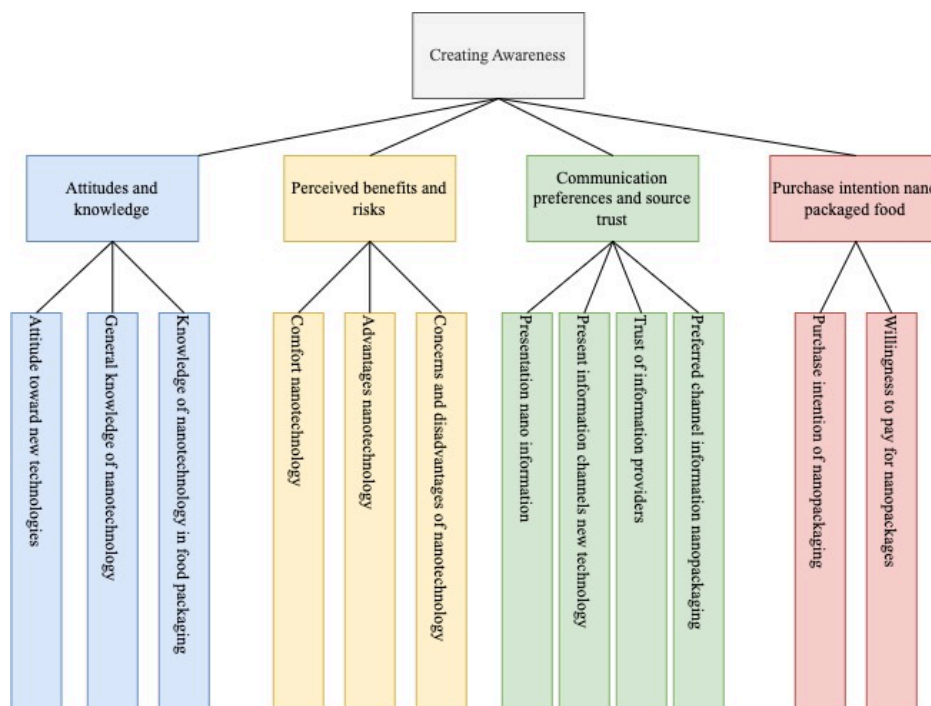 Creating Awareness
Attitudes and
knowledge
Perceived benefits and
risks
Communication
preferences and source
trust
Purchase intention nano
packaged food
Attitude toward new technologies
General knowledge of nanotechnology
Knowledge of nanotechnology in food packaging
Comfort nanotechnology
Advantages nanotechnology
Concerns and disadvantages of nanotechnology
Presentation nano information
Present information channels new technology
Trust of information providers
Preferred channel information nanopackaging
Purchase intention of nanopackaging
Willingness to pay for nanopackages